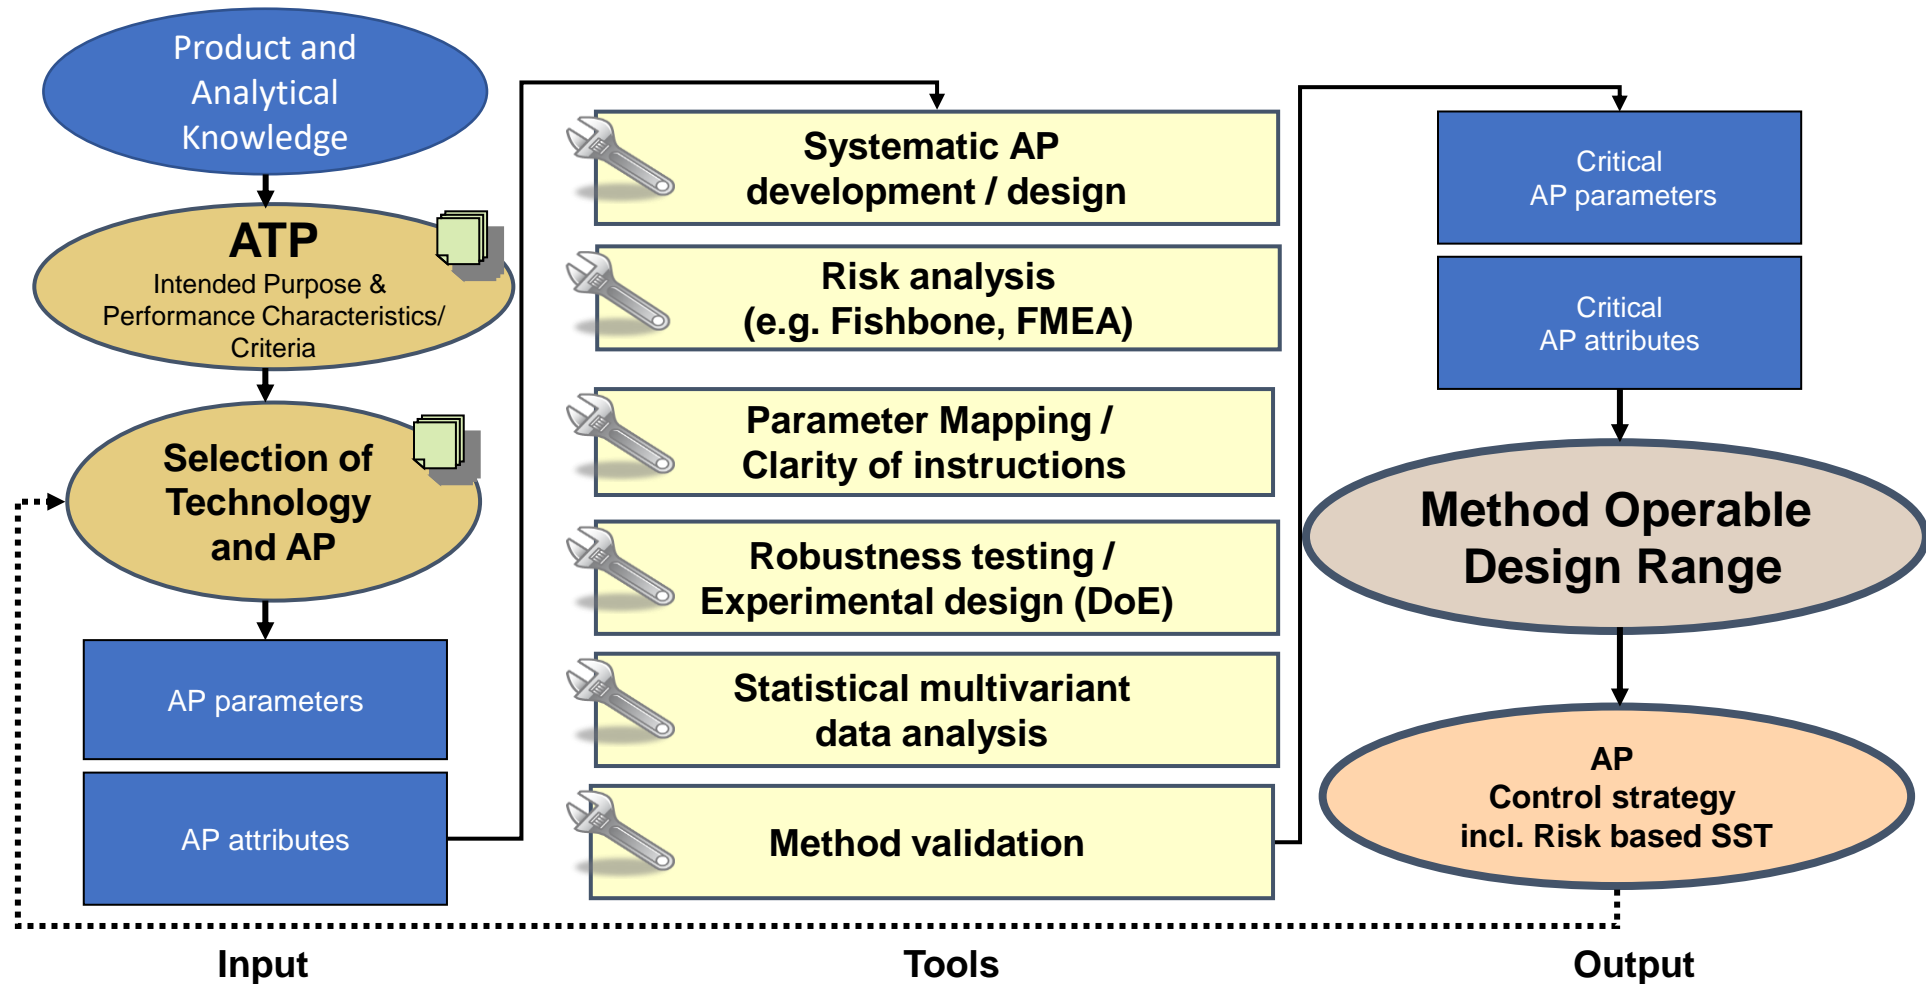 Product and
Analytical
Knowledge
ATP
Intended Purpose &
Performance Characteristics/
Criteria
Selection of
Technology
and AP
AP parameters
AP attributes
Input
Systematic AP
development / design
Risk analysis
(e.g. Fishbone, FMEA)
Parameter Mapping /
Clarity of instructions
Robustness testing /
Experimental design (DoE)
Statistical multivariant
data analysis
Method validation
Tools
Critical
AP parameters
Critical
AP attributes
Method Operable
Design Range
AP
Control strategy
incl. Risk based SST
Output